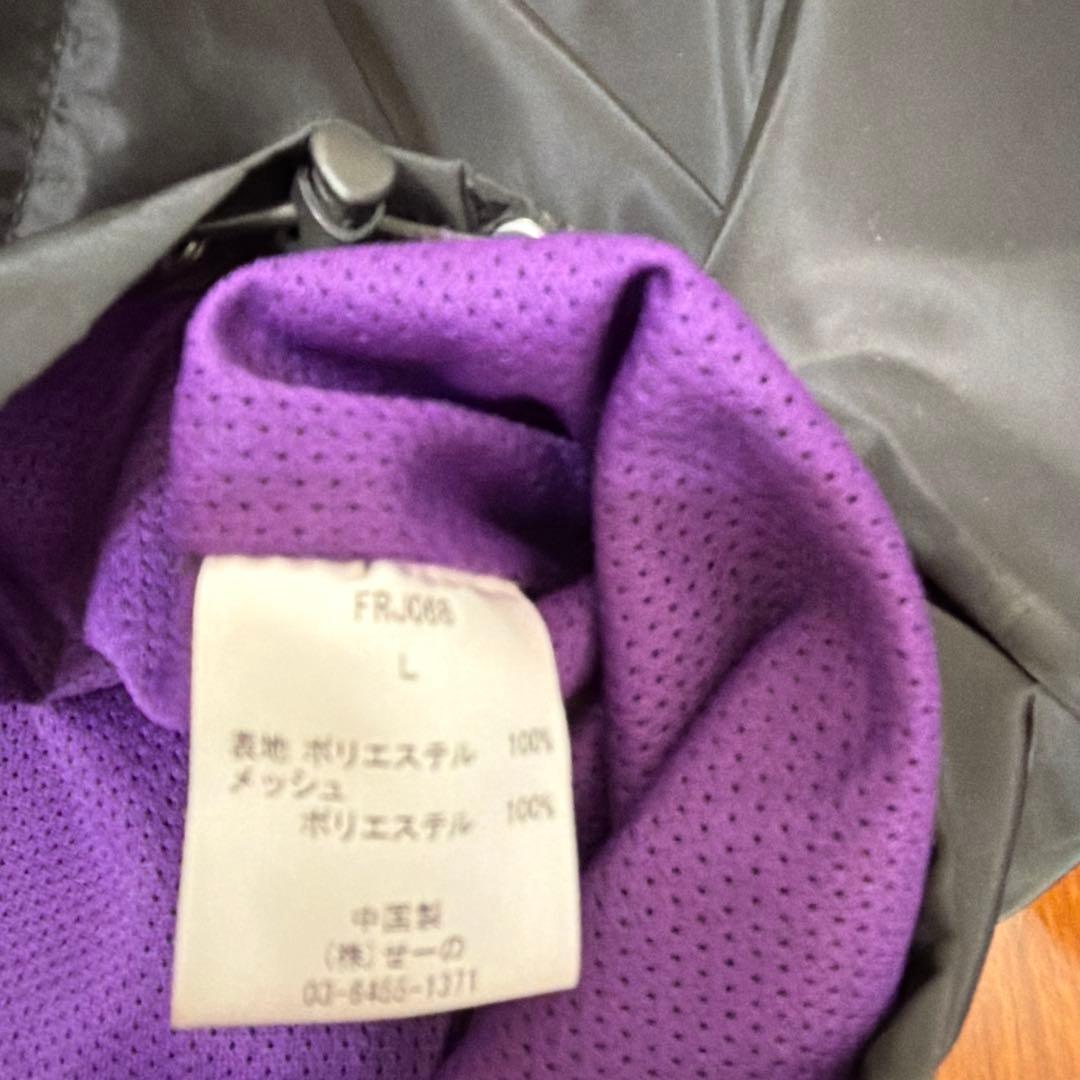 FRJ068
L
表地 ポリエステル 100%
メッシュ
ポリエステル 100%
中国製
(株)せーの
03-6455-1371